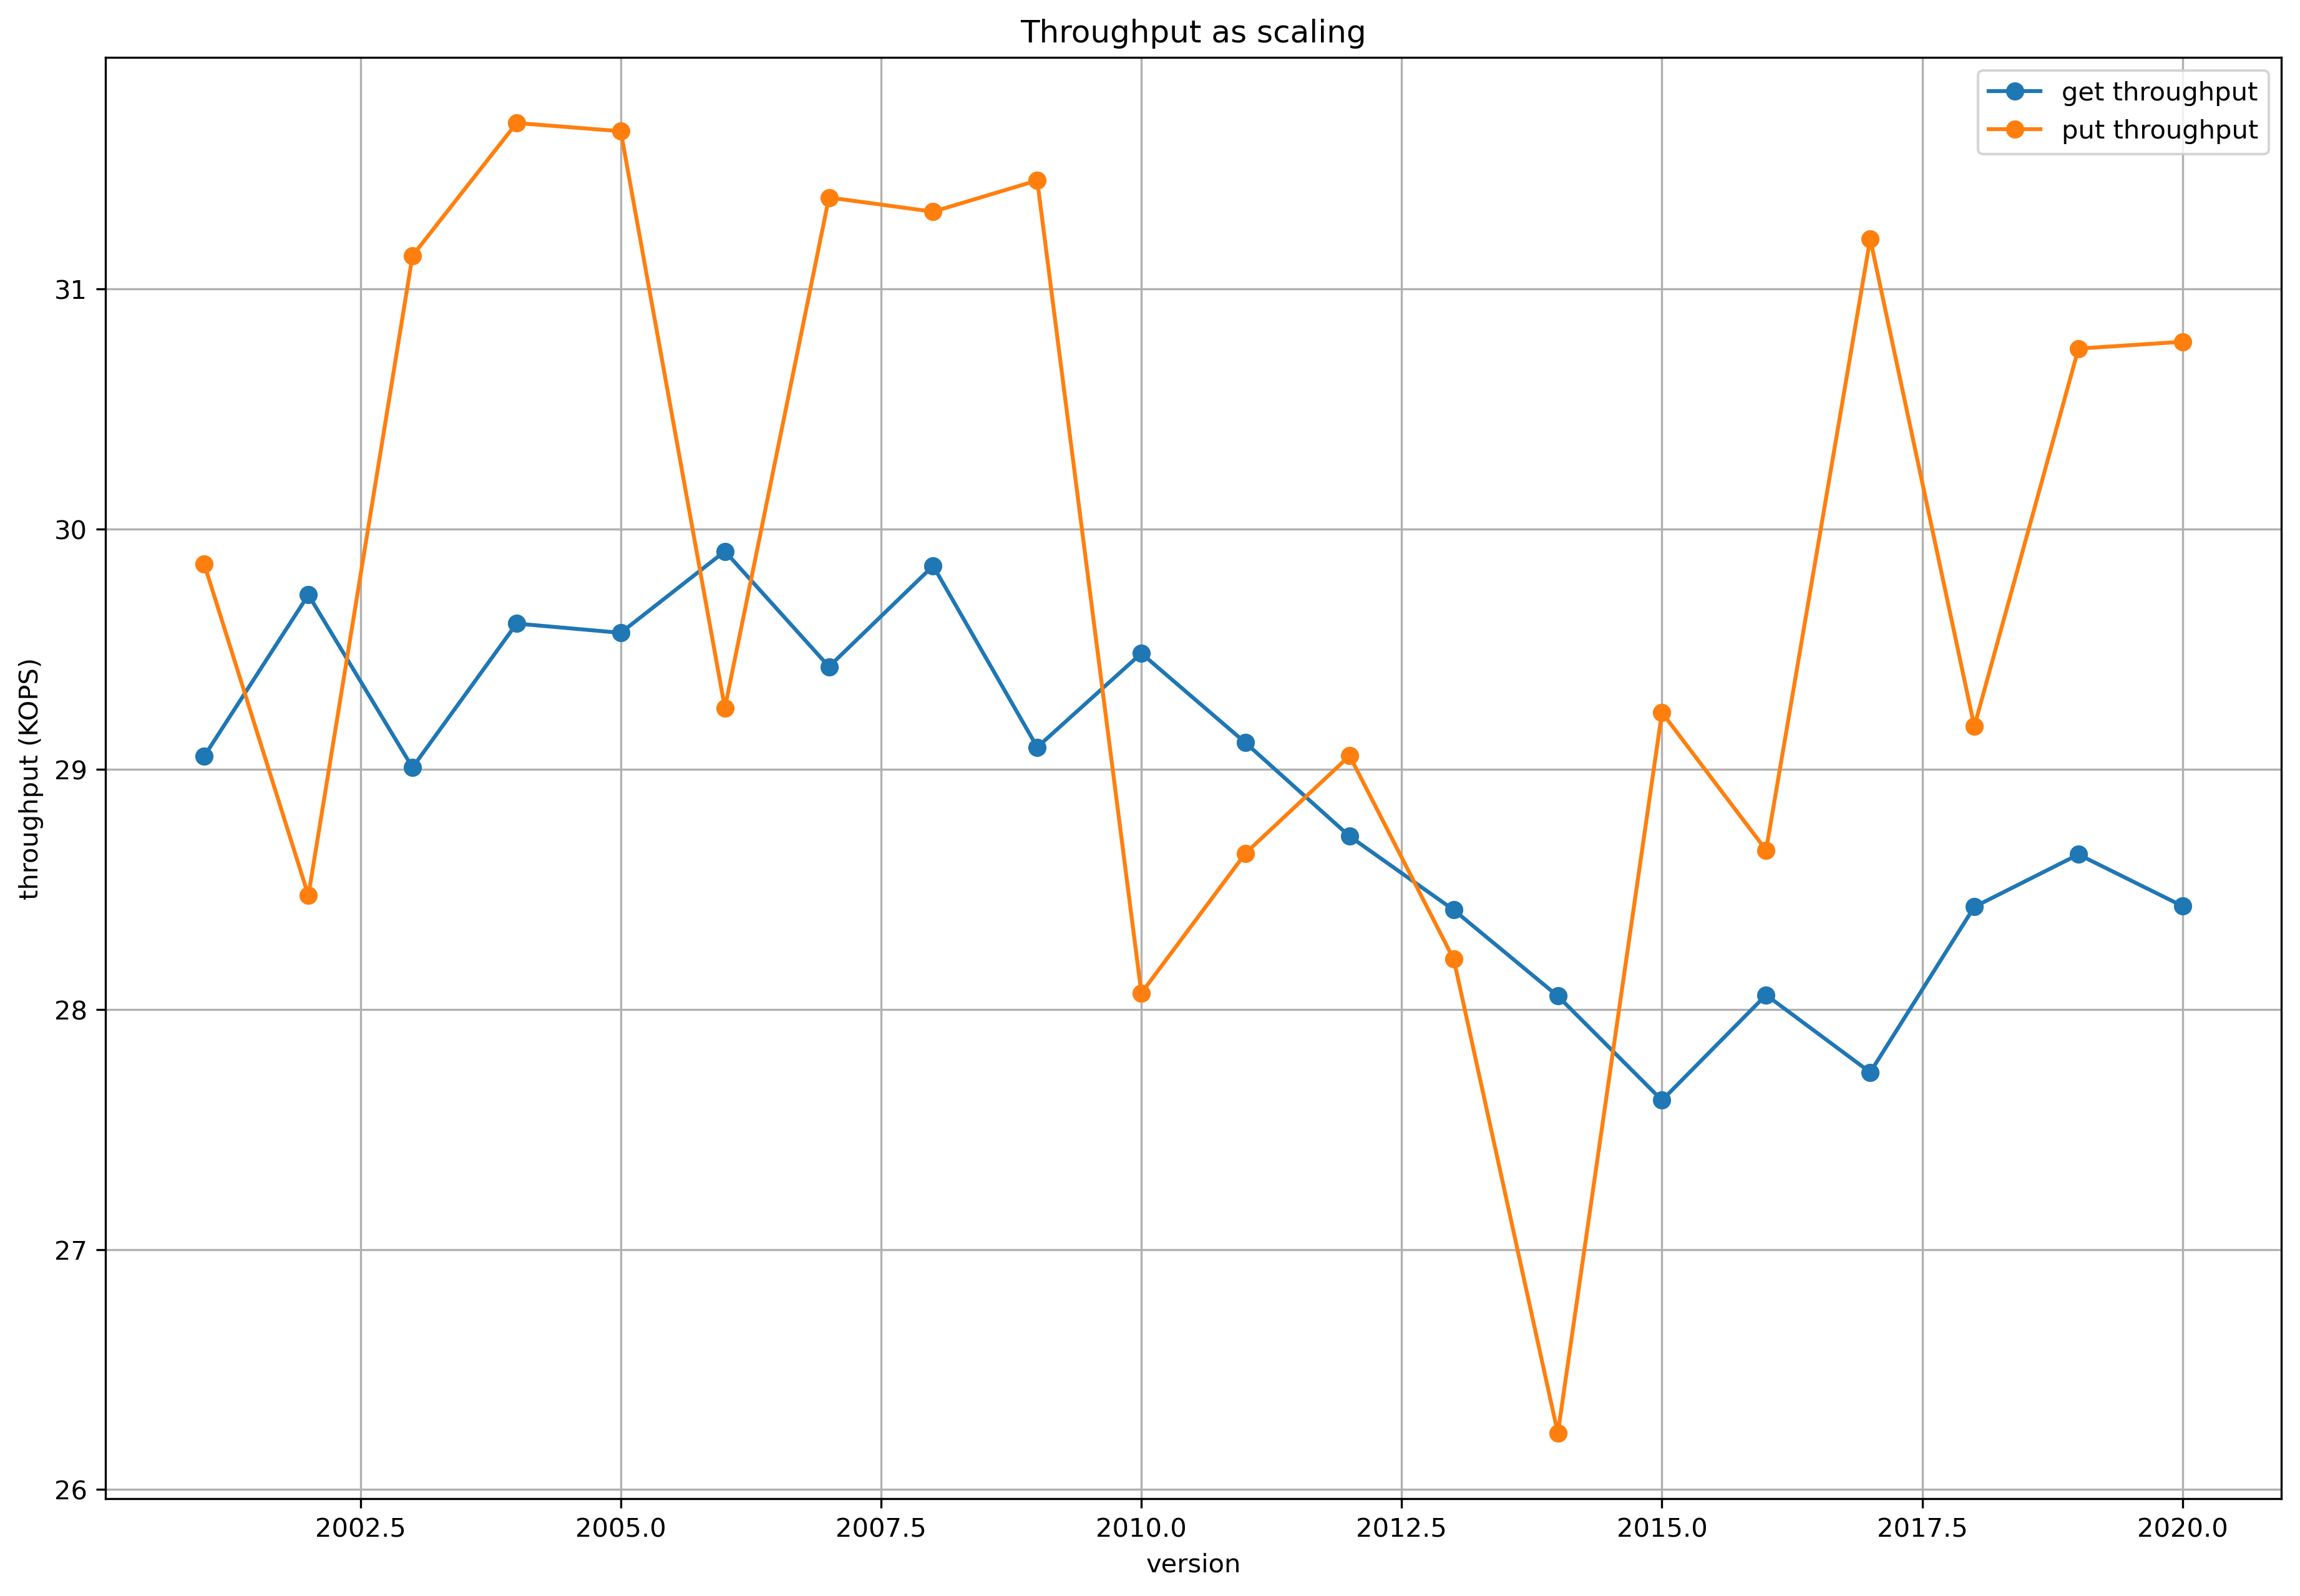 Throughput as scaling
get throughput
put throughput
throughput (KOPS)
31
30
29
28
27
26
2002.5 2005.0 2007.5 2010.0 2012.5 2015.0 2017.5 2020.0
version